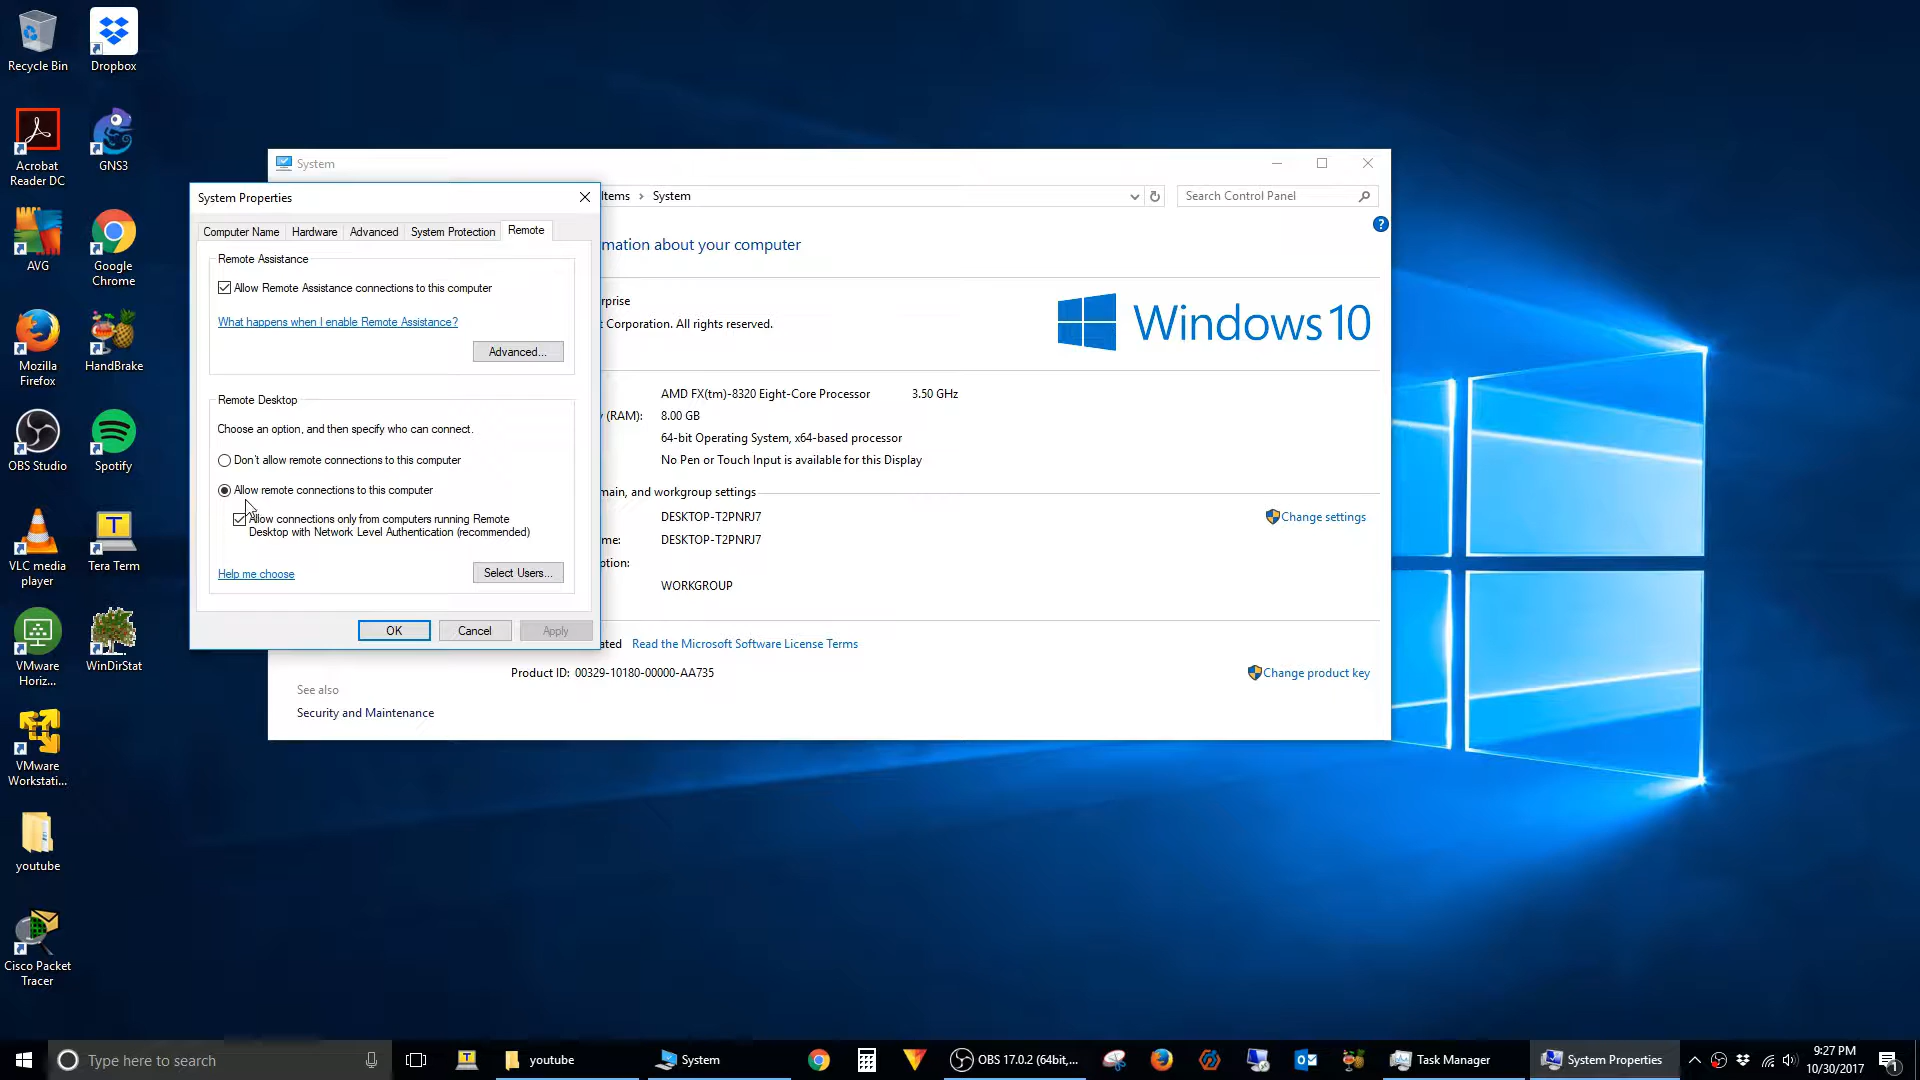 Recycle Bin
Dropbox
Acrobat
Reader DC
GNS3
AVG
Google
Chrome
Mozilla
Firefox
HandBrake
OBS Studio
Spotify
VLC media
player
T
Tera Term
VMware
Horiz...
WinDirStat
VMware
Workstati...
youtube
Cisco Packet
Tracer
System
Items
System
Search Control Panel
?
mation about your computer
rprise
t Corporation. All rights reserved.
Windows 10
AMD FX(tm)-8320 Eight-Core Processor
3.50 GHz
y (RAM):
8.00 GB
64-bit Operating System, x64-based processor
No Pen or Touch Input is available for this Display
main, and workgroup settings
DESKTOP-T2PNRJ7
Change settings
me:
DESKTOP-T2PNRJ7
ption:
WORKGROUP
ated
Read the Microsoft Software License Terms
Product ID: 00329-10180-00000-AA735
Change product key
See also
Security and Maintenance
System Properties
Computer Name
Hardware
Advanced
System Protection
Remote
Remote Assistance
Allow Remote Assistance connections to this computer
What happens when I enable Remote Assistance?
Advanced...
Remote Desktop
Choose an option, and then specify who can connect.
Don't allow remote connections to this computer
Allow remote connections to this computer
Allow connections only from computers running Remote
Desktop with Network Level Authentication (recommended)
Help me choose
Select Users...
OK
Cancel
Apply
Type here to search
T
youtube
System
OBS 17.0.2 (64bit,...
Task Manager
System Properties
9:27 PM
10/30/2017
1